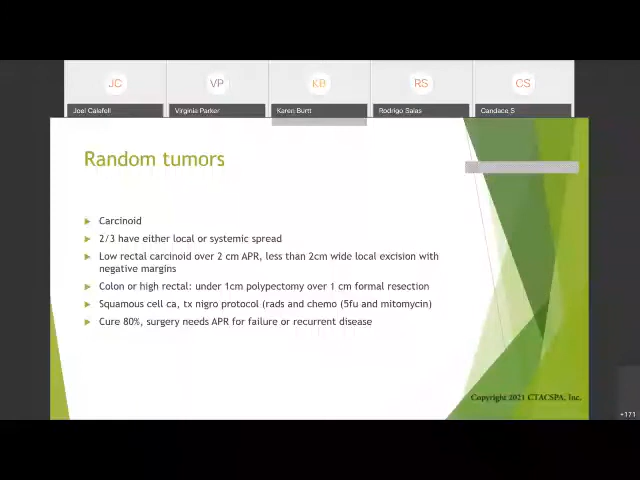 JC
VP
KB
RS
CS
Joel Calafell
Virginia Parker
Karen Burtt
Rodrigo Salas
Candace S
Random tumors
Carcinoid
2/3 have either local or systemic spread
Low rectal carcinoid over 2 cm APR, less than 2cm wide local excision with
negative margins
Colon or high rectal: under 1cm polypectomy over 1 cm formal resection
Squamous cell ca, tx nigro protocol (rads and chemo (5fu and mitomycin)
Cure 80%, surgery needs APR for failure or recurrent disease
Copyright 2021 CTACSPA, Inc.
+171